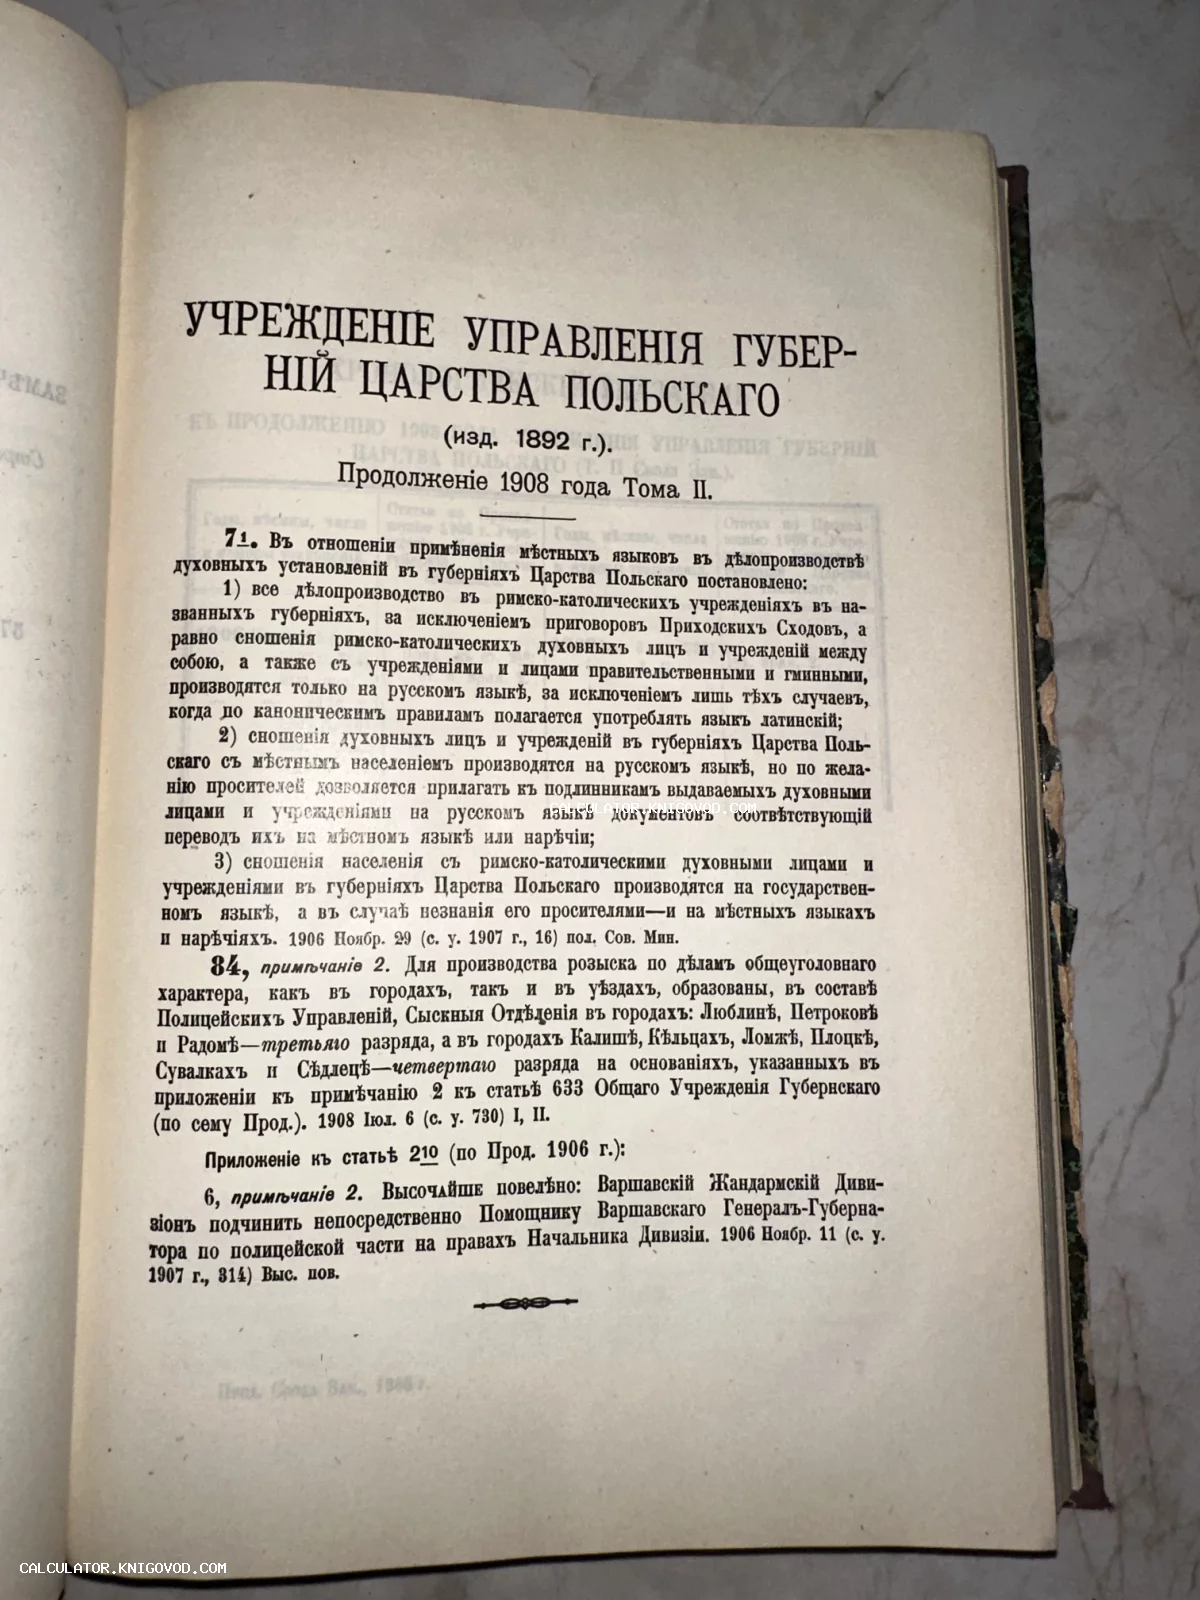 УЧРЕЖДЕНІЕ УПРАВЛЕНІЯ ГУБЕР-
НІЙ ЦАРСТВА ПОЛЬСКАГО
(изд. 1892 г.).
Продолженіе 1908 года Тома II.
7¹. Въ отношеніи примѣненія мѣстныхъ языковъ въ дѣлопроизводствѣ
духовныхъ установленій въ губерніяхъ Царства Польскаго постановлено:
1) все дѣлопроизводство въ римско-католическихъ учрежденіяхъ въ на-
званныхъ губерніяхъ, за исключеніемъ приговоровъ Приходскихъ Сходовъ, а
равно сношенія римско-католическихъ духовныхъ лицъ и учрежденій между
собою, а также съ учрежденіями и лицами правительственными и гминными,
производятся только на русскомъ языкѣ, за исключеніемъ лишь тѣхъ случаевъ,
когда по каноническимъ правиламъ полагается употреблять языкъ латинскій;
2) сношенія духовныхъ лицъ и учрежденій въ губерніяхъ Царства Поль-
скаго съ мѣстнымъ населеніемъ производятся на русскомъ языкѣ, но по жела-
нію просителей дозволяется прилагать къ подлинникамъ выдаваемыхъ духовными
лицами и учрежденіями на русскомъ языкѣ документовъ соотвѣтствующій
переводъ ихъ на мѣстномъ языкѣ или нарѣчіи;
3) сношенія населенія съ римско-католическими духовными лицами и
учрежденіями въ губерніяхъ Царства Польскаго производятся на государствен-
номъ языкѣ, а въ случаѣ незнанія его просителями—и на мѣстныхъ языкахъ
и нарѣчіяхъ. 1906 Ноябр. 29 (с. у. 1907 г., 16) пол. Сов. Мин.
84, примѣчаніе 2. Для производства розыска по дѣламъ общеуголовнаго
характера, какъ въ городахъ, такъ и въ уѣздахъ, образованы, въ составѣ
Полицейскихъ Управленій, Сыскныя Отдѣленія въ городахъ: Люблинѣ, Петроковѣ
и Радомѣ—третьяго разряда, а въ городахъ Калишѣ, Кѣльцахъ, Ломжѣ, Плоцкѣ,
Сувалкахъ и Сѣдлецѣ—четвертаго разряда на основаніяхъ, указанныхъ въ
приложеніи къ примѣчанію 2 къ статьѣ 633 Общаго Учрежденія Губернскаго
(по сему Прод.). 1908 Іюл. 6 (с. у. 730) I, II.
Приложеніе къ статьѣ 2¹⁰ (по Прод. 1906 г.):
6, примѣчаніе 2. Высочайше повелѣно: Варшавскій Жандармскій Диви-
зіонъ подчинить непосредственно Помощнику Варшавскаго Генералъ-Губерна-
тора по полицейской части на правахъ Начальника Дивизіи. 1906 Ноябр. 11 (с. у.
1907 г., 314) Выс. пов.
CALCULATOR.KNIGOVOD.COM
CALCULATOR.KNIGOVOD.COM